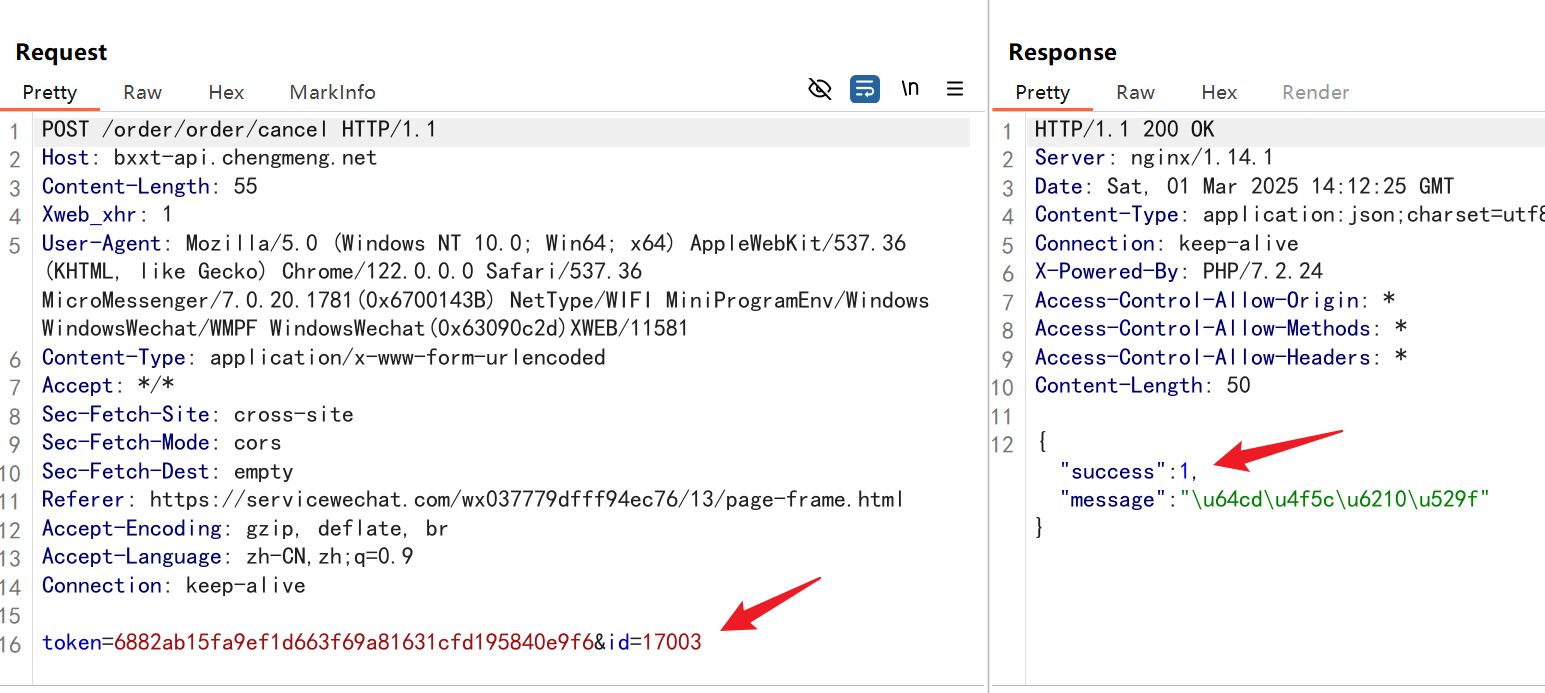 Request
Pretty Raw Hex MarkInfo
\n
1 POST /order/order/cancel HTTP/1.1
2 Host: bxxt-api.chengmeng.net
3 Content-Length: 55
4 Xweb_xhr: 1
5 User-Agent: Mozilla/5.0 (Windows NT 10.0; Win64; x64) AppleWebKit/537.36
(KHTML, like Gecko) Chrome/122.0.0.0 Safari/537.36
MicroMessenger/7.0.20.1781(0x6700143B) NetType/WIFI MiniProgramEnv/Windows
WindowsWechat/WMPF WindowsWechat(0x63090c2d)XWEB/11581
6 Content-Type: application/x-www-form-urlencoded
7 Accept: */*
8 Sec-Fetch-Site: cross-site
9 Sec-Fetch-Mode: cors
10 Sec-Fetch-Dest: empty
11 Referer: https://servicewechat.com/wx037779dfff94ec76/13/page-frame.html
12 Accept-Encoding: gzip, deflate, br
13 Accept-Language: zh-CN,zh;q=0.9
14 Connection: keep-alive
15
16 token=6882ab15fa9ef1d663f69a81631cfd195840e9f6&id=17003
Response
Pretty Raw Hex Render
1 HTTP/1.1 200 OK
2 Server: nginx/1.14.1
3 Date: Sat, 01 Mar 2025 14:12:25 GMT
4 Content-Type: application:json;charset=utf8
5 Connection: keep-alive
6 X-Powered-By: PHP/7.2.24
7 Access-Control-Allow-Origin: *
8 Access-Control-Allow-Methods: *
9 Access-Control-Allow-Headers: *
10 Content-Length: 50
11
12 {
"success":1,
"message":"\u64cd\u4f5c\u6210\u529f"
}